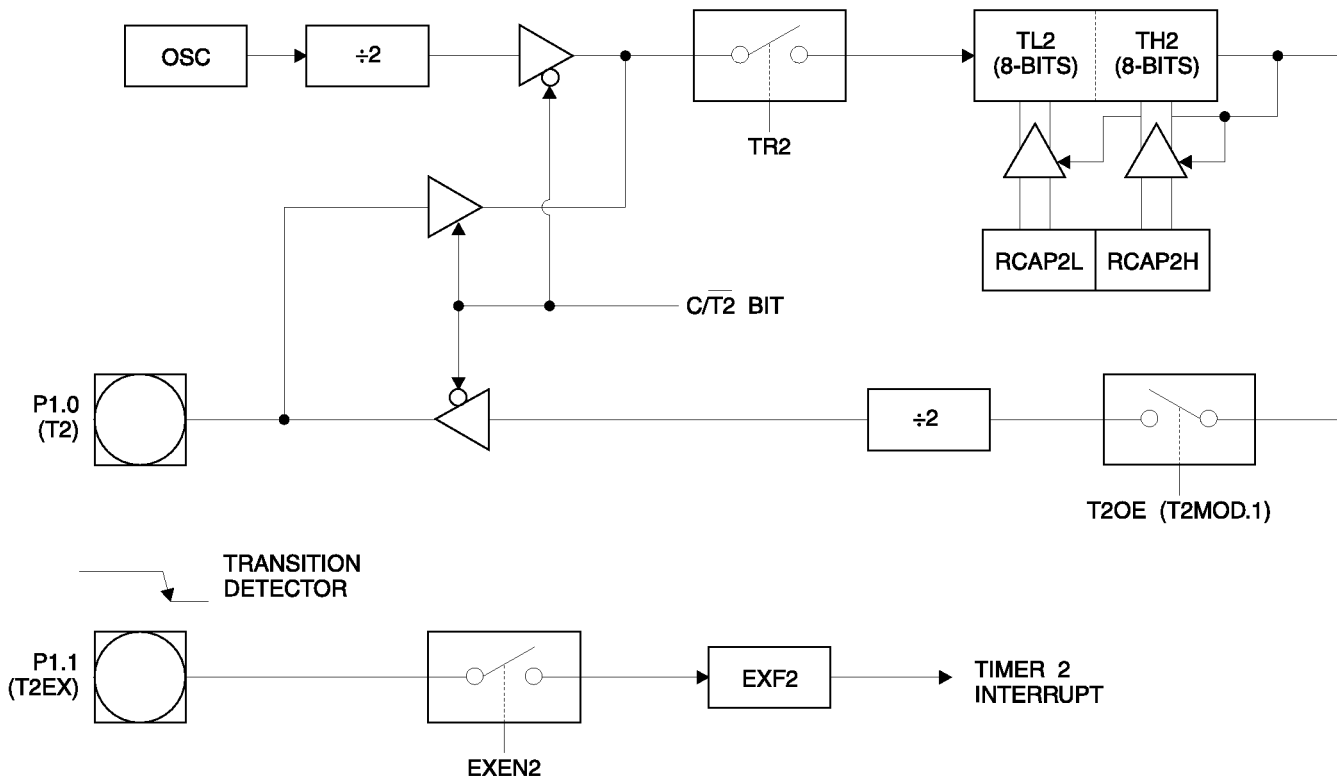 OSC
÷2
TR2
TL2
(8-BITS)
TH2
(8-BITS)
RCAP2L
RCAP2H
C/T2̅ BIT
P1.0
(T2)
÷2
T2OE (T2MOD.1)
TRANSITION
DETECTOR
P1.1
(T2EX)
EXEN2
EXF2
TIMER 2
INTERRUPT